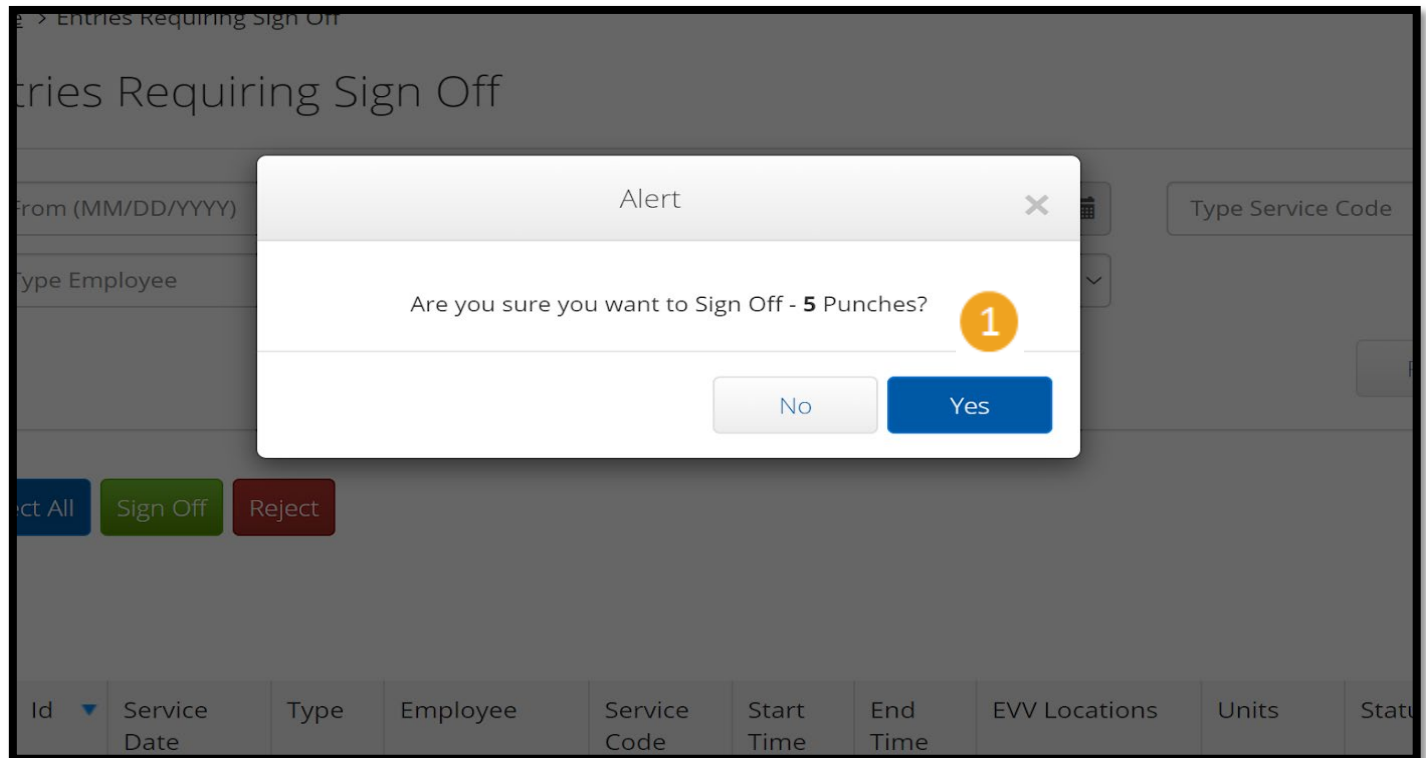 > Entries Requiring Sign Off
tries Requiring Sign Off
From (MM/DD/YYYY)
Type Service Code
Type Employee
Alert
×
Are you sure you want to Sign Off - 5 Punches?
1
No
Yes
ect All
Sign Off
Reject
Id
Service Date
Type
Employee
Service Code
Start Time
End Time
EVV Locations
Units
Statu